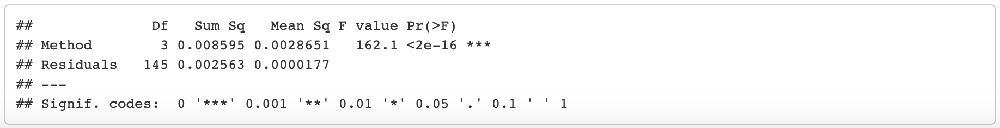 ##              Df   Sum Sq   Mean Sq F value Pr(>F)
## Method        3 0.008595 0.0028651   162.1 <2e-16 ***
## Residuals   145 0.002563 0.0000177
## ---
## Signif. codes:  0 '***' 0.001 '**' 0.01 '*' 0.05 '.' 0.1 ' ' 1